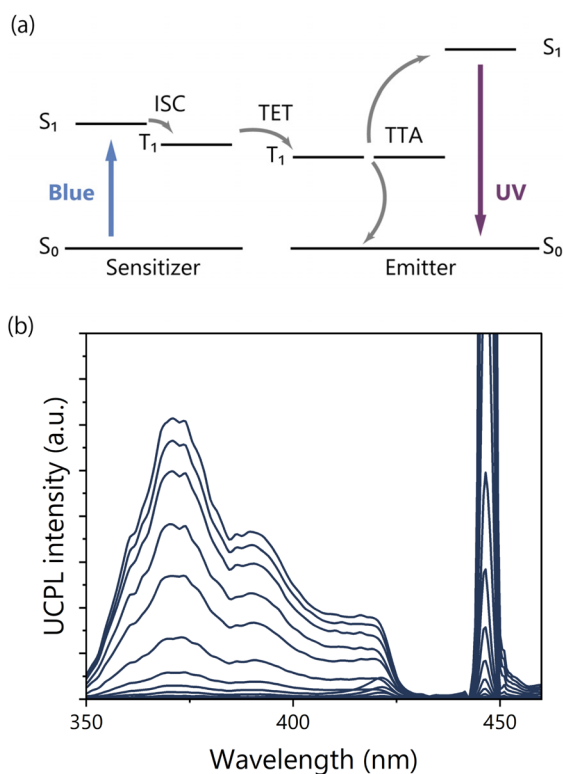 (a)
S₁
ISC
T₁
TET
T₁
TTA
S₁
Blue
UV
S₀
S₀
Sensitizer
Emitter
(b)
UCPL intensity (a.u.)
350
400
450
Wavelength (nm)